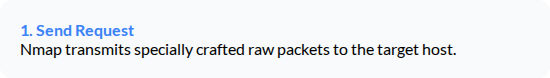 1. Send Request
Nmap transmits specially crafted raw packets to the target host.